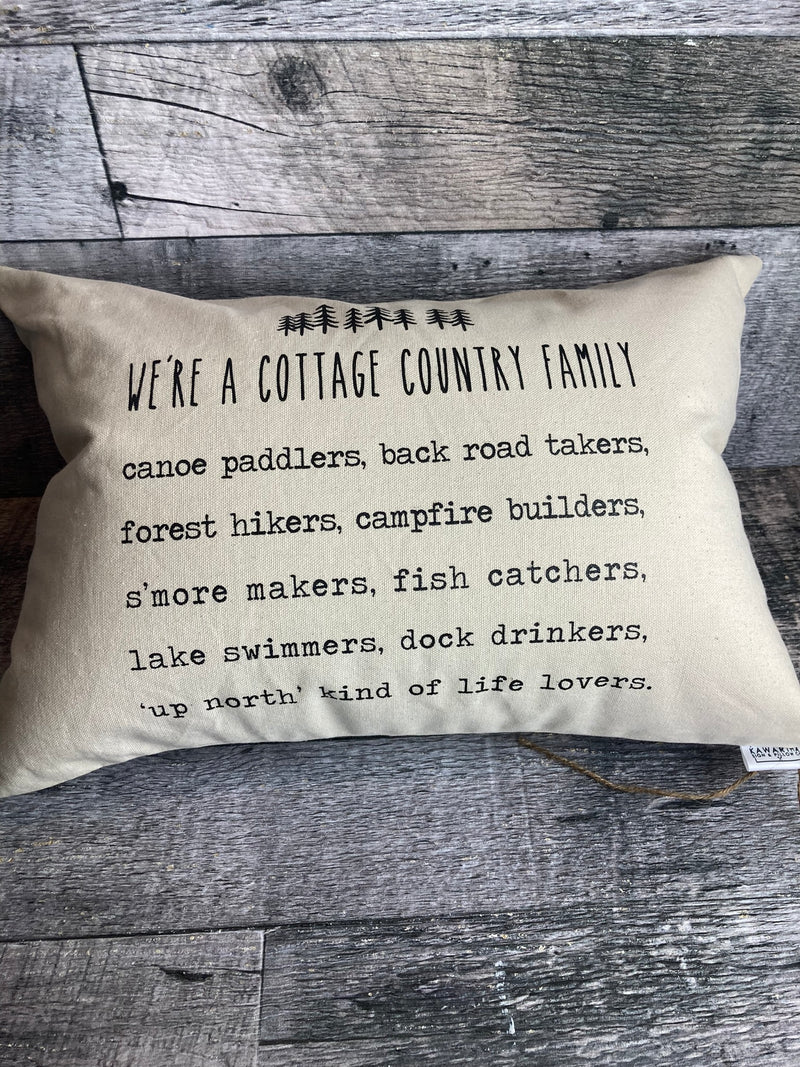 WE'RE A COTTAGE COUNTRY FAMILY
canoe paddlers, back road takers,
forest hikers, campfire builders,
s'more makers, fish catchers,
lake swimmers, dock drinkers,
'up north' kind of life lovers.